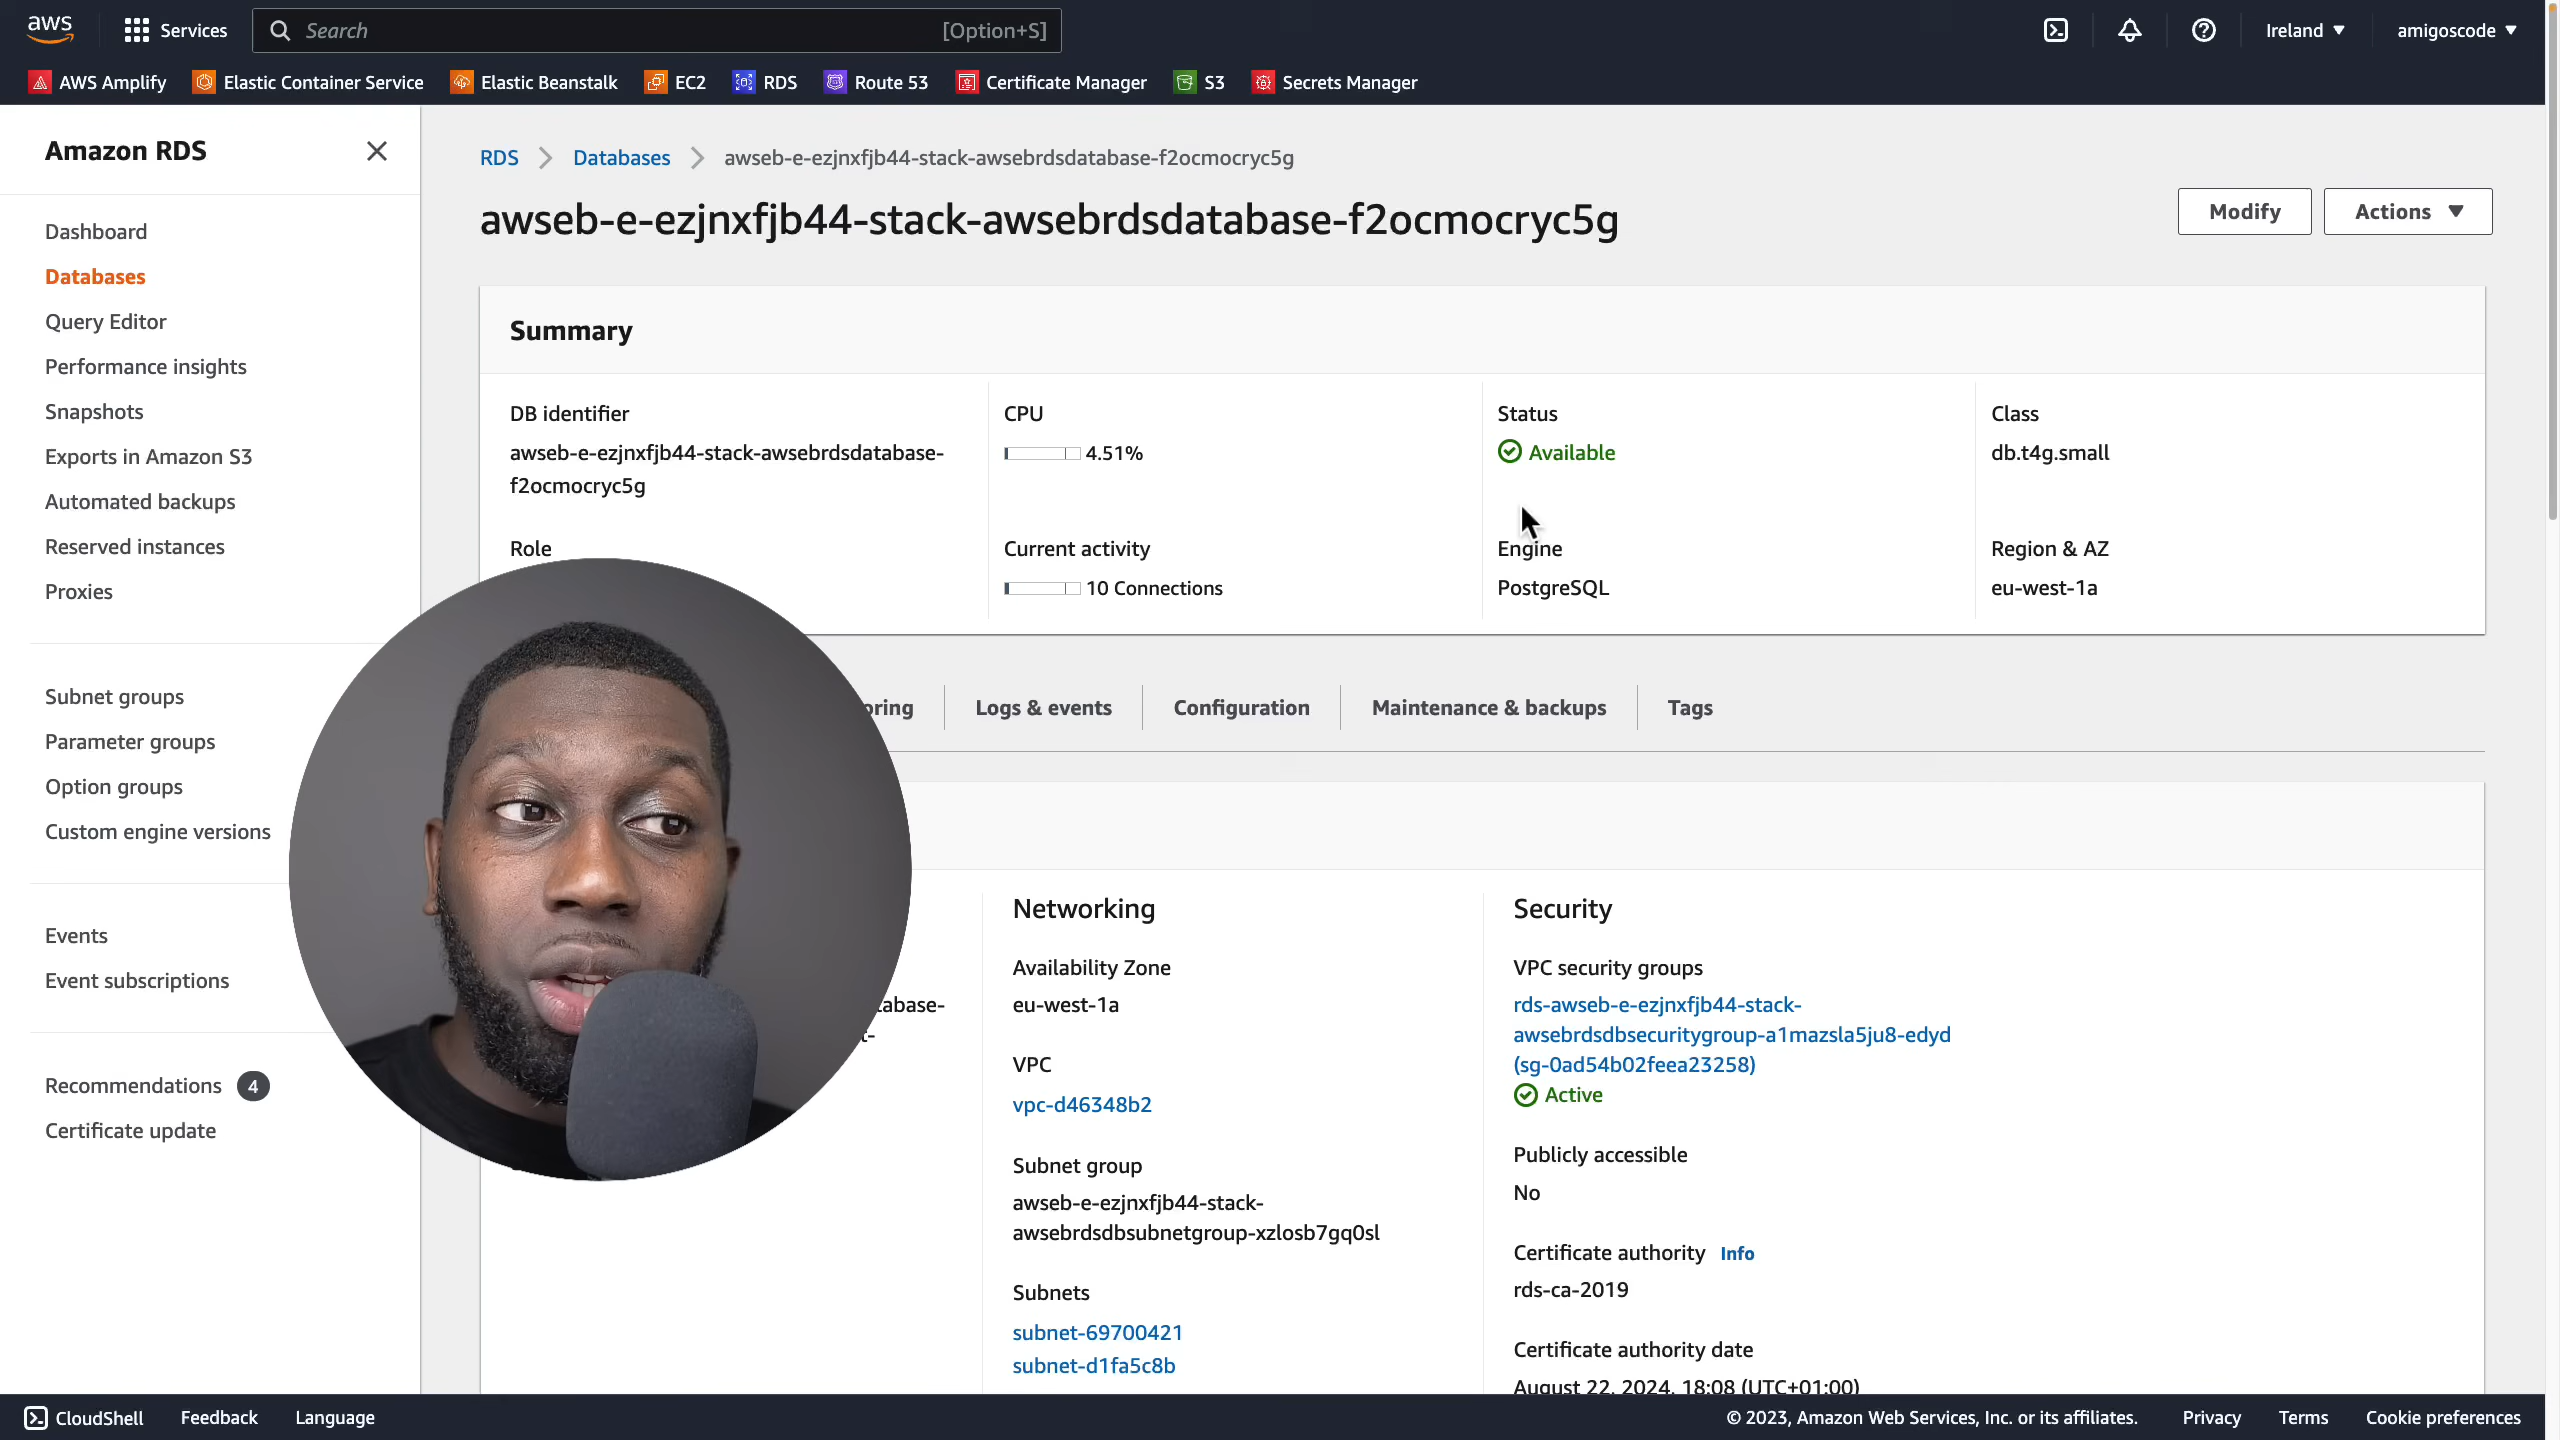 aws
Services
Search
[Option+S]
Ireland ▼
amigoscode ▼
AWS Amplify
Elastic Container Service
Elastic Beanstalk
EC2
RDS
Route 53
Certificate Manager
S3
Secrets Manager
Amazon RDS
Dashboard
Databases
Query Editor
Performance insights
Snapshots
Exports in Amazon S3
Automated backups
Reserved instances
Proxies
Subnet groups
Parameter groups
Option groups
Custom engine versions
Events
Event subscriptions
Recommendations 4
Certificate update
RDS > Databases > awseb-e-ezjnxfjb44-stack-awsebrdsdatabase-f2ocmocryc5g
awseb-e-ezjnxfjb44-stack-awsebrdsdatabase-f2ocmocryc5g
Modify
Actions ▼
Summary
DB identifier
awseb-e-ezjnxfjb44-stack-awsebrdsdatabase-
f2ocmocryc5g
CPU
4.51%
Status
Available
Class
db.t4g.small
Role
Current activity
10 Connections
Engine
PostgreSQL
Region & AZ
eu-west-1a
oring
Logs & events
Configuration
Maintenance & backups
Tags
abase-
t-
Networking
Availability Zone
eu-west-1a
VPC
vpc-d46348b2
Subnet group
awseb-e-ezjnxfjb44-stack-
awsebrdsdbsubnetgroup-xzlosb7gq0sl
Subnets
subnet-69700421
subnet-d1fa5c8b
Security
VPC security groups
rds-awseb-e-ezjnxfjb44-stack-
awsebrdsdbsecuritygroup-a1mazsla5ju8-edyd
(sg-0ad54b02feea23258)
Active
Publicly accessible
No
Certificate authority Info
rds-ca-2019
Certificate authority date
August 22, 2024, 18:08 (UTC+01:00)
CloudShell
Feedback
Language
© 2023, Amazon Web Services, Inc. or its affiliates.
Privacy
Terms
Cookie preferences